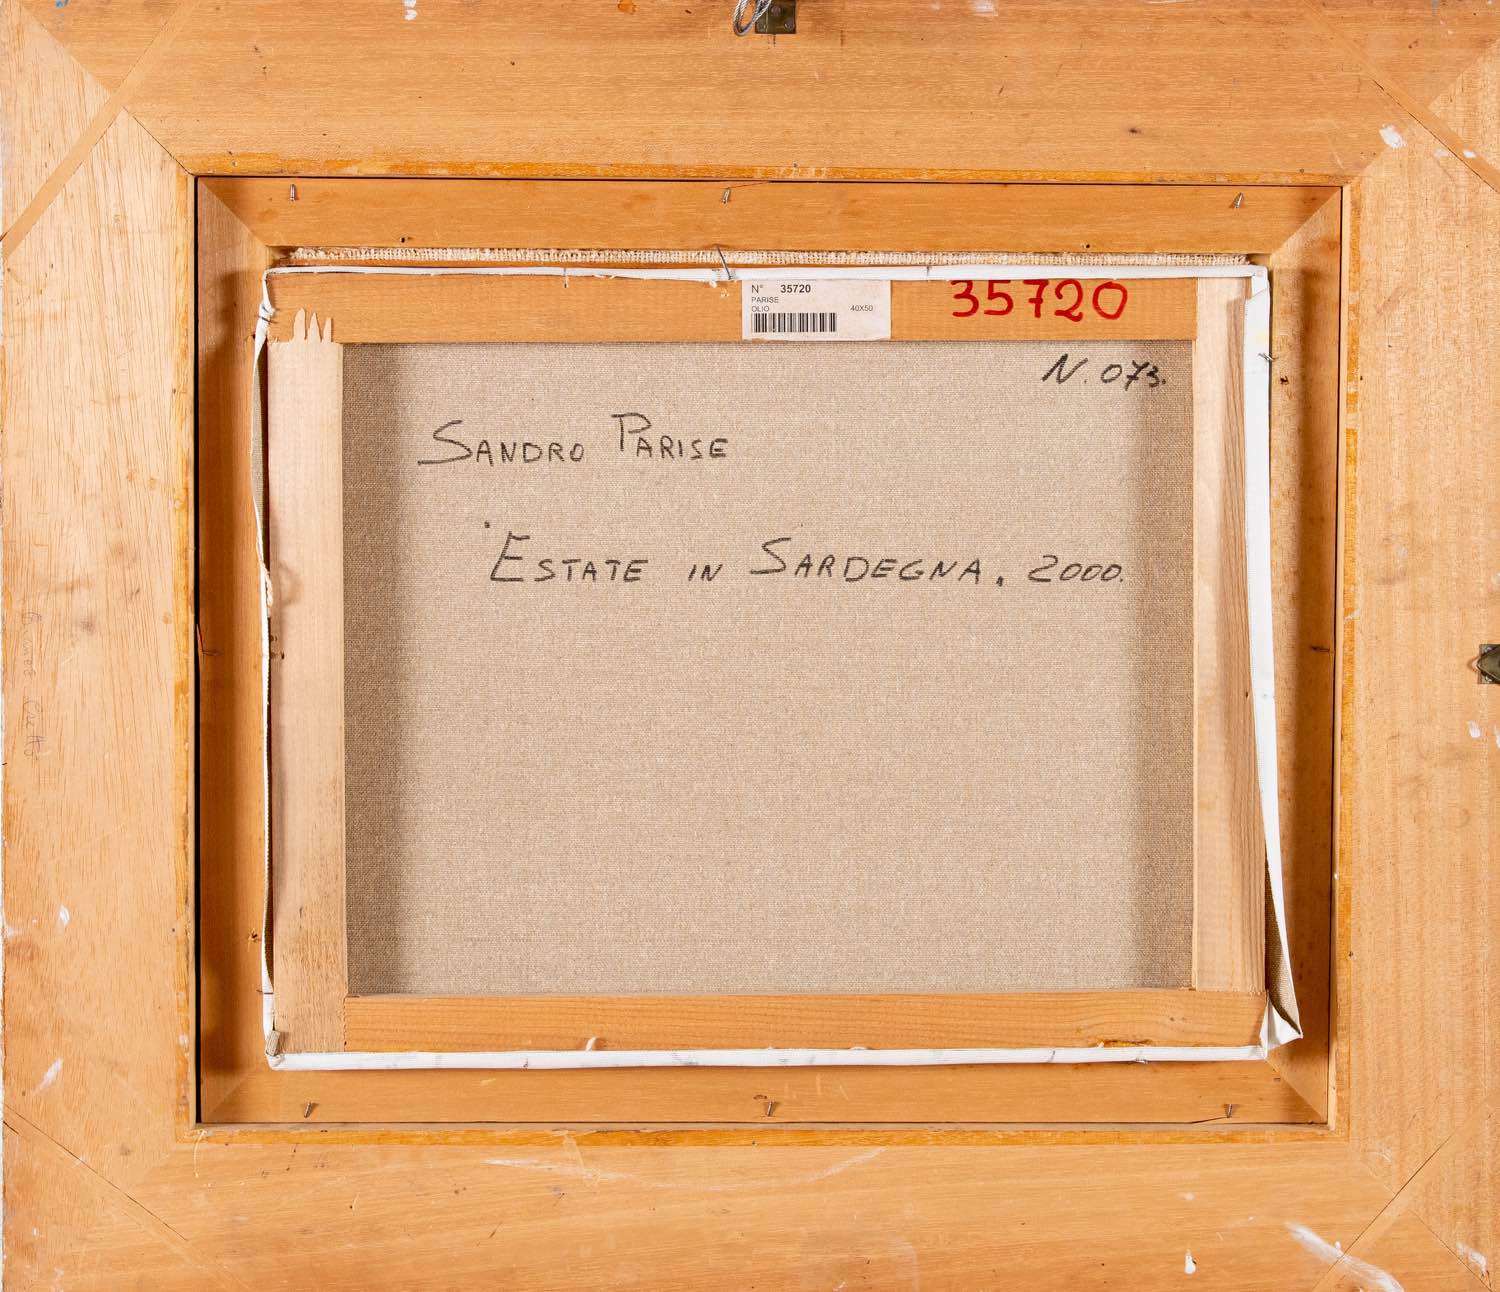 N° 35720
PARISE
OLIO 40X50
35720
N. 073.
SANDRO PARISE
ESTATE IN SARDEGNA, 2000.